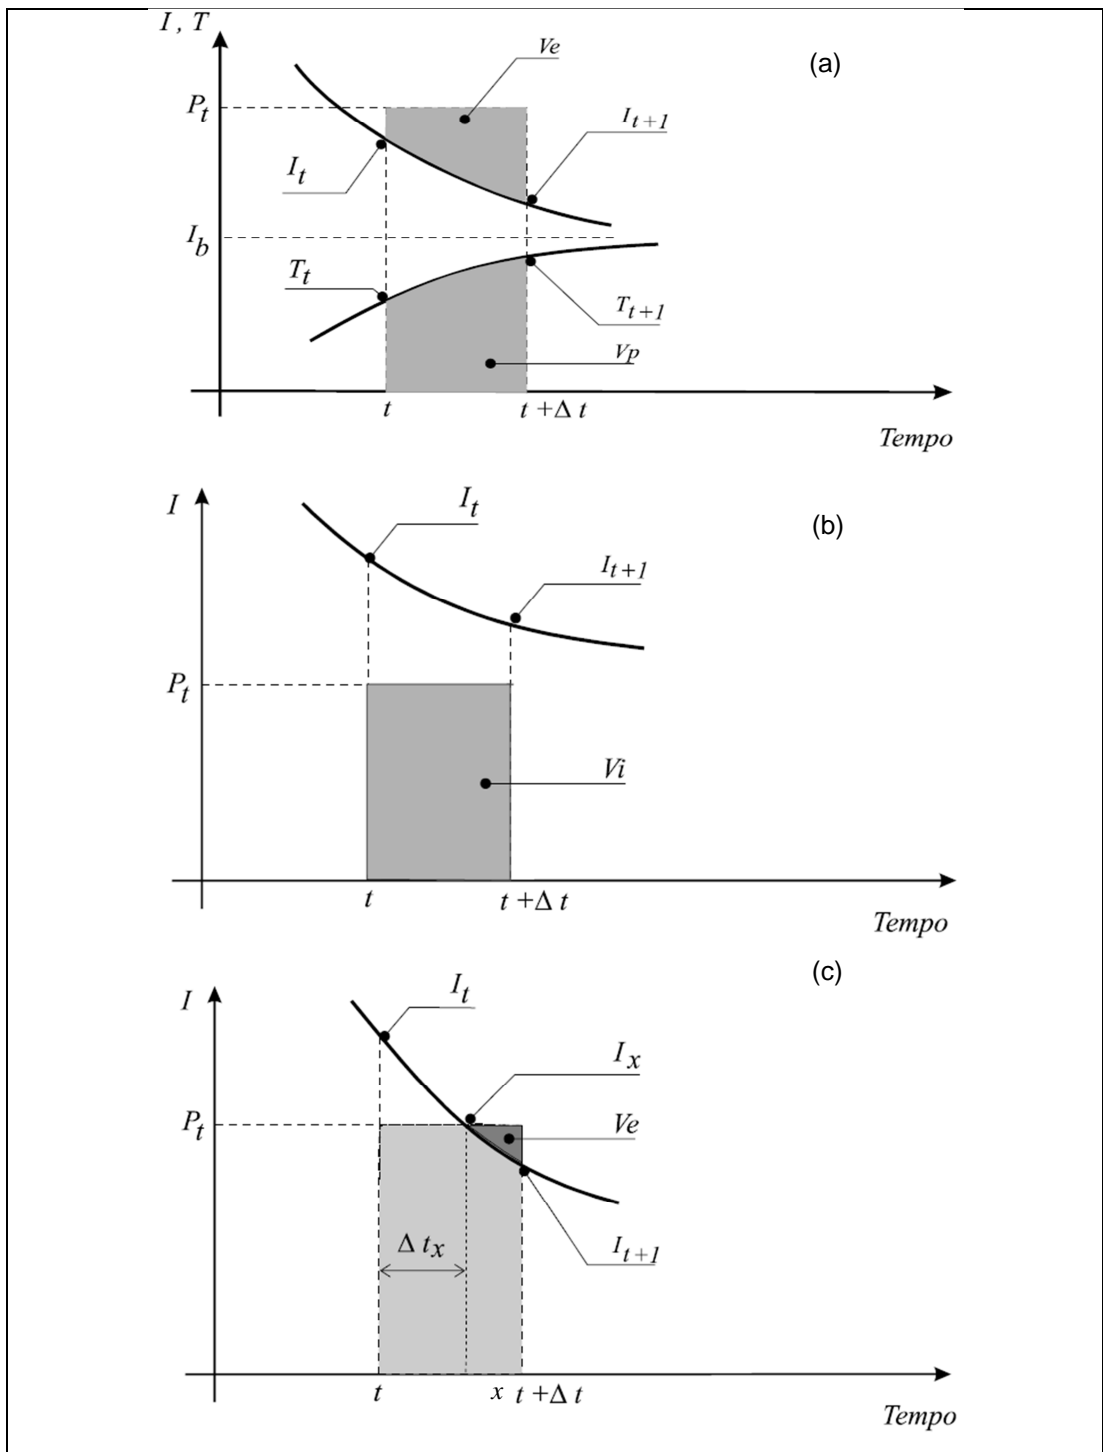 I , T
(a)
Ve
P_t
I_{t+1}
I_t
I_b
T_t
T_{t+1}
Vp
t
t + Δ t
Tempo
I
I_t
(b)
I_{t+1}
P_t
Vi
t
t + Δ t
Tempo
(c)
I
I_t
I_x
P_t
Ve
Δ t_x
I_{t+1}
t
x
t + Δ t
Tempo